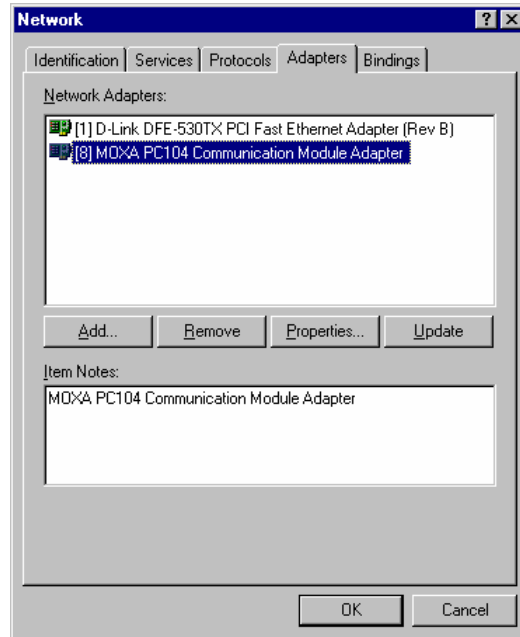 Network
Identification Services Protocols Adapters Bindings
Network Adapters:
[1] D-Link DFE-530TX PCI Fast Ethernet Adapter (Rev B)
[8] MOXA PC104 Communication Module Adapter
Add... Remove Properties... Update
Item Notes:
MOXA PC104 Communication Module Adapter
OK Cancel